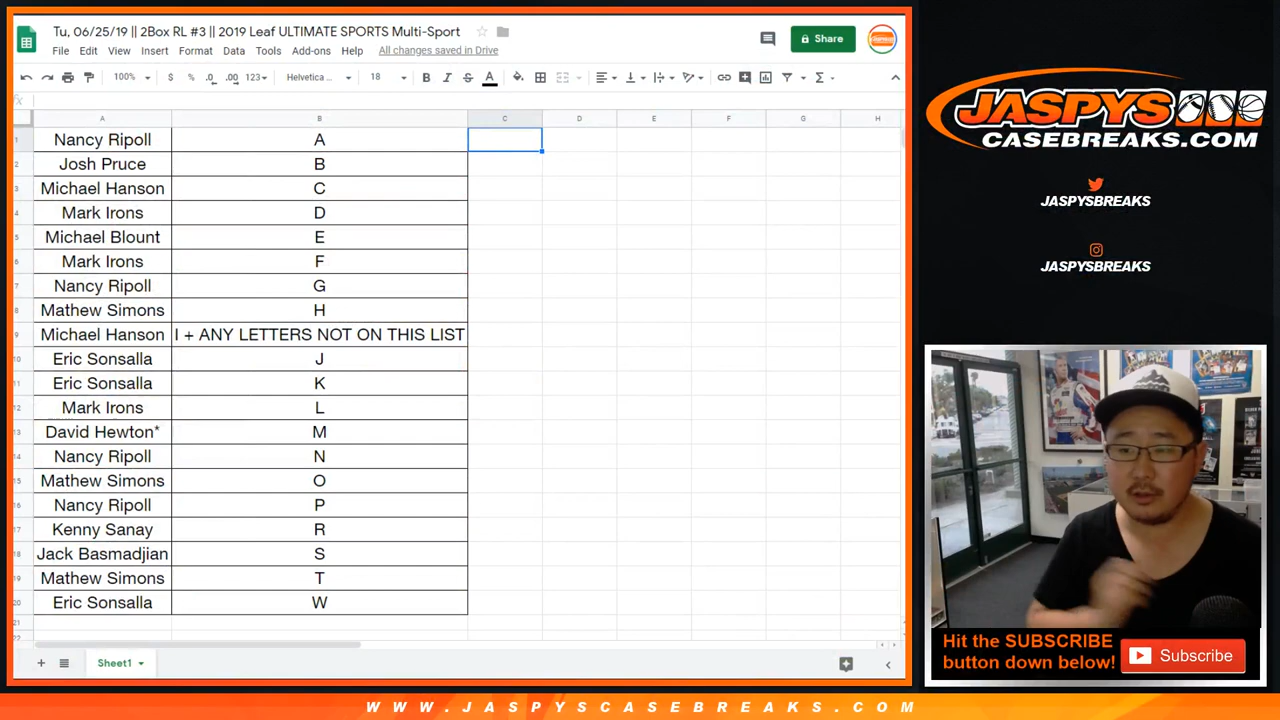 Tu, 06/25/19 || 2Box RL #3 || 2019 Leaf ULTIMATE SPORTS Multi-Sport
File Edit View Insert Format Data Tools Add-ons Help All changes saved in Drive
Share
100% $ % .0 .00 123 Helvetica ... 18 B I S A
fx
A B C D E F G H
1 Nancy Ripoll A
2 Josh Pruce B
3 Michael Hanson C
4 Mark Irons D
5 Michael Blount E
6 Mark Irons F
7 Nancy Ripoll G
8 Mathew Simons H
9 Michael Hanson I + ANY LETTERS NOT ON THIS LIST
10 Eric Sonsalla J
11 Eric Sonsalla K
12 Mark Irons L
13 David Hewton* M
14 Nancy Ripoll N
15 Mathew Simons O
16 Nancy Ripoll P
17 Kenny Sanay R
18 Jack Basmadjian S
19 Mathew Simons T
20 Eric Sonsalla W
21
22
Sheet1
JASPYS
CASEBREAKS.COM
JASPYSBREAKS
JASPYSBREAKS
Hit the SUBSCRIBE
button down below!
Subscribe
WWW.JASPYSCASEBREAKS.COM